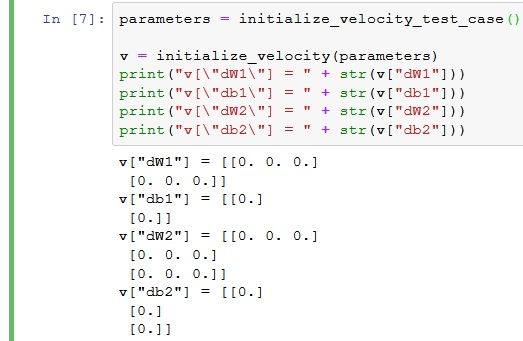 In [7]: parameters = initialize_velocity_test_case()
v = initialize_velocity(parameters)
print("v[\"dW1\"] = " + str(v["dW1"]))
print("v[\"db1\"] = " + str(v["db1"]))
print("v[\"dW2\"] = " + str(v["dW2"]))
print("v[\"db2\"] = " + str(v["db2"]))
v["dW1"] = [[0. 0. 0.]
[0. 0. 0.]]
v["db1"] = [[0.]
[0.]]
v["dW2"] = [[0. 0. 0.]
[0. 0. 0.]
[0. 0. 0.]]
v["db2"] = [[0.]
[0.]
[0.]]